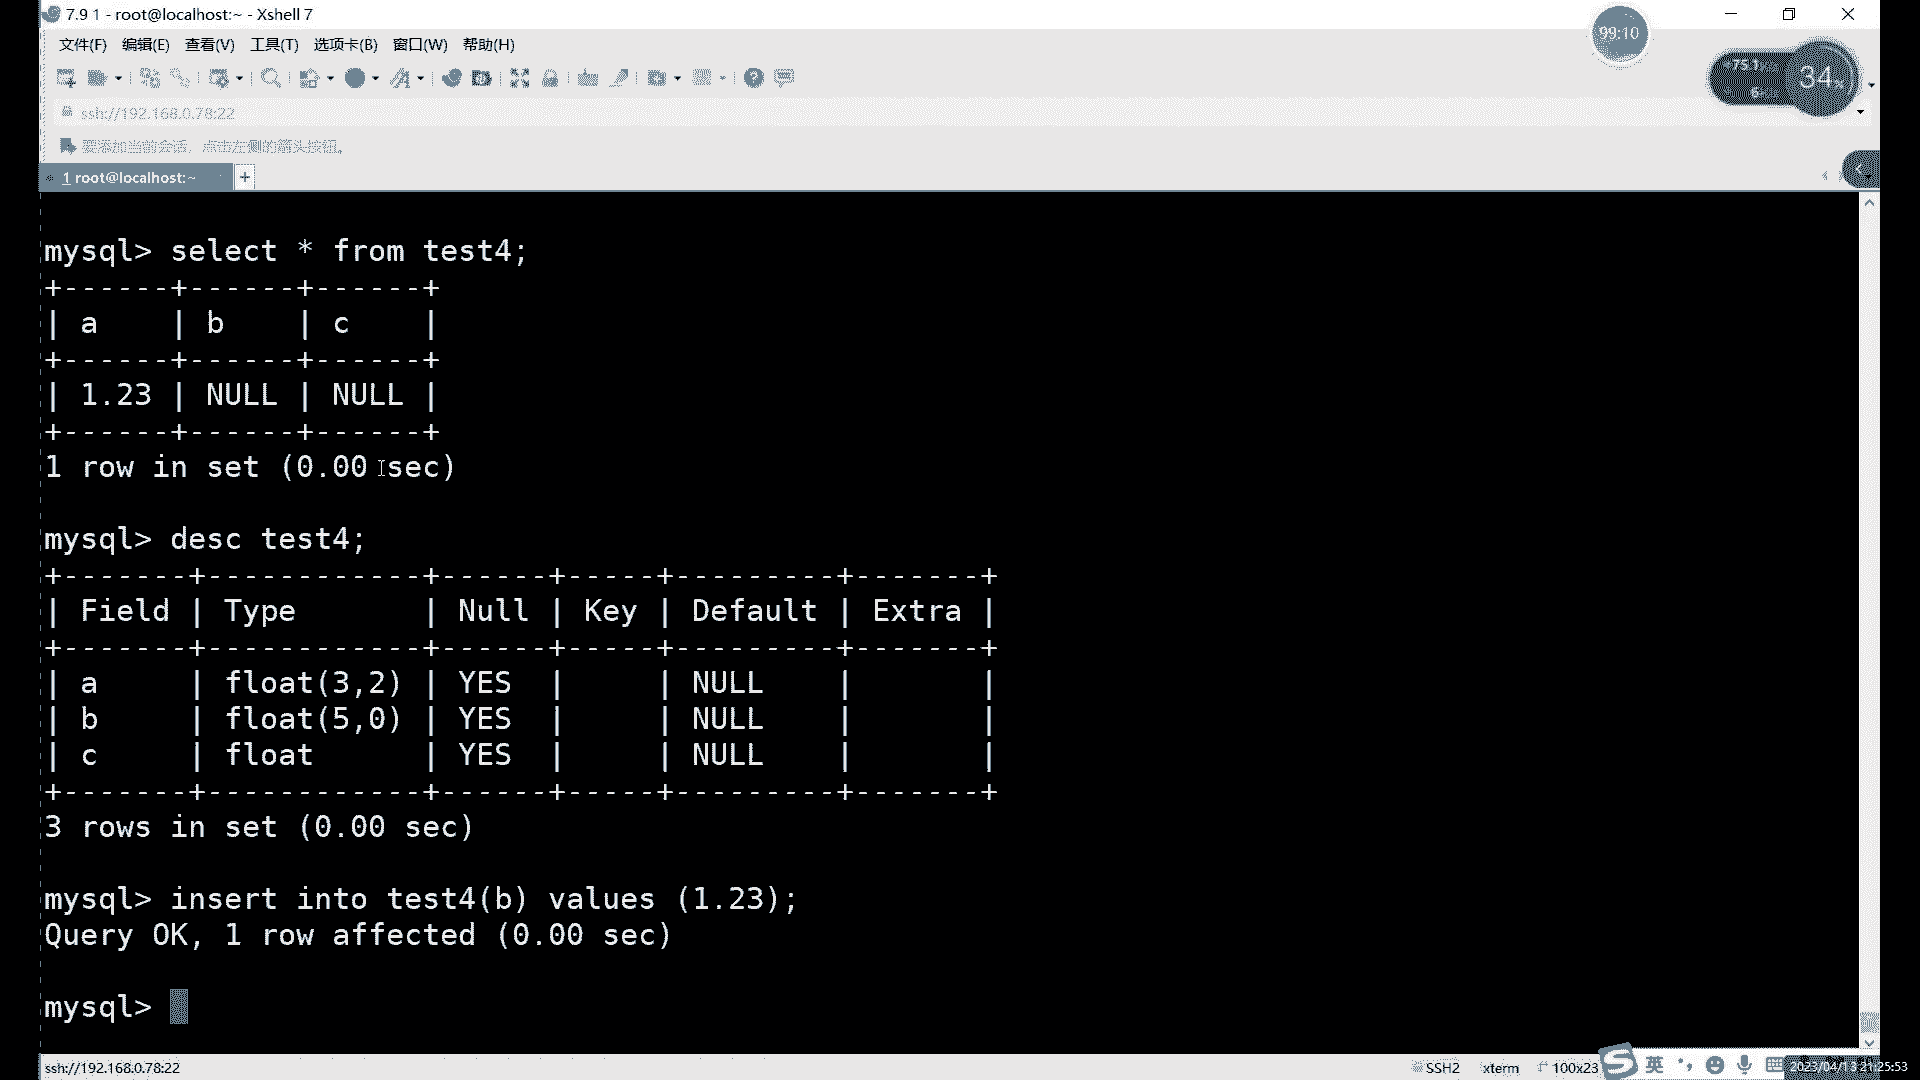 7.9 1 - root@localhost:~ - Xshell 7
99:10
文件(F) 编辑(E) 查看(V) 工具(T) 选项卡(B) 窗口(W) 帮助(H)
75.1
34%
6
ssh://192.168.0.78:22
要添加当前会话，点击左侧的箭头按钮。
1 root@localhost:~ +
mysql> select * from test4;
+------+------+------+
| a    | b    | c    |
+------+------+------+
| 1.23 | NULL | NULL |
+------+------+------+
1 row in set (0.00 sec)
mysql> desc test4;
+-------+------------+------+-----+---------+-------+
| Field | Type       | Null | Key | Default | Extra |
+-------+------------+------+-----+---------+-------+
| a     | float(3,2) | YES  |     | NULL    |       |
| b     | float(5,0) | YES  |     | NULL    |       |
| c     | float      | YES  |     | NULL    |       |
+-------+------------+------+-----+---------+-------+
3 rows in set (0.00 sec)
mysql> insert into test4(b) values (1.23);
Query OK, 1 row affected (0.00 sec)
mysql>
ssh://192.168.0.78:22 SSH2 xterm 100x23 英 2023/04/13 21:25:53